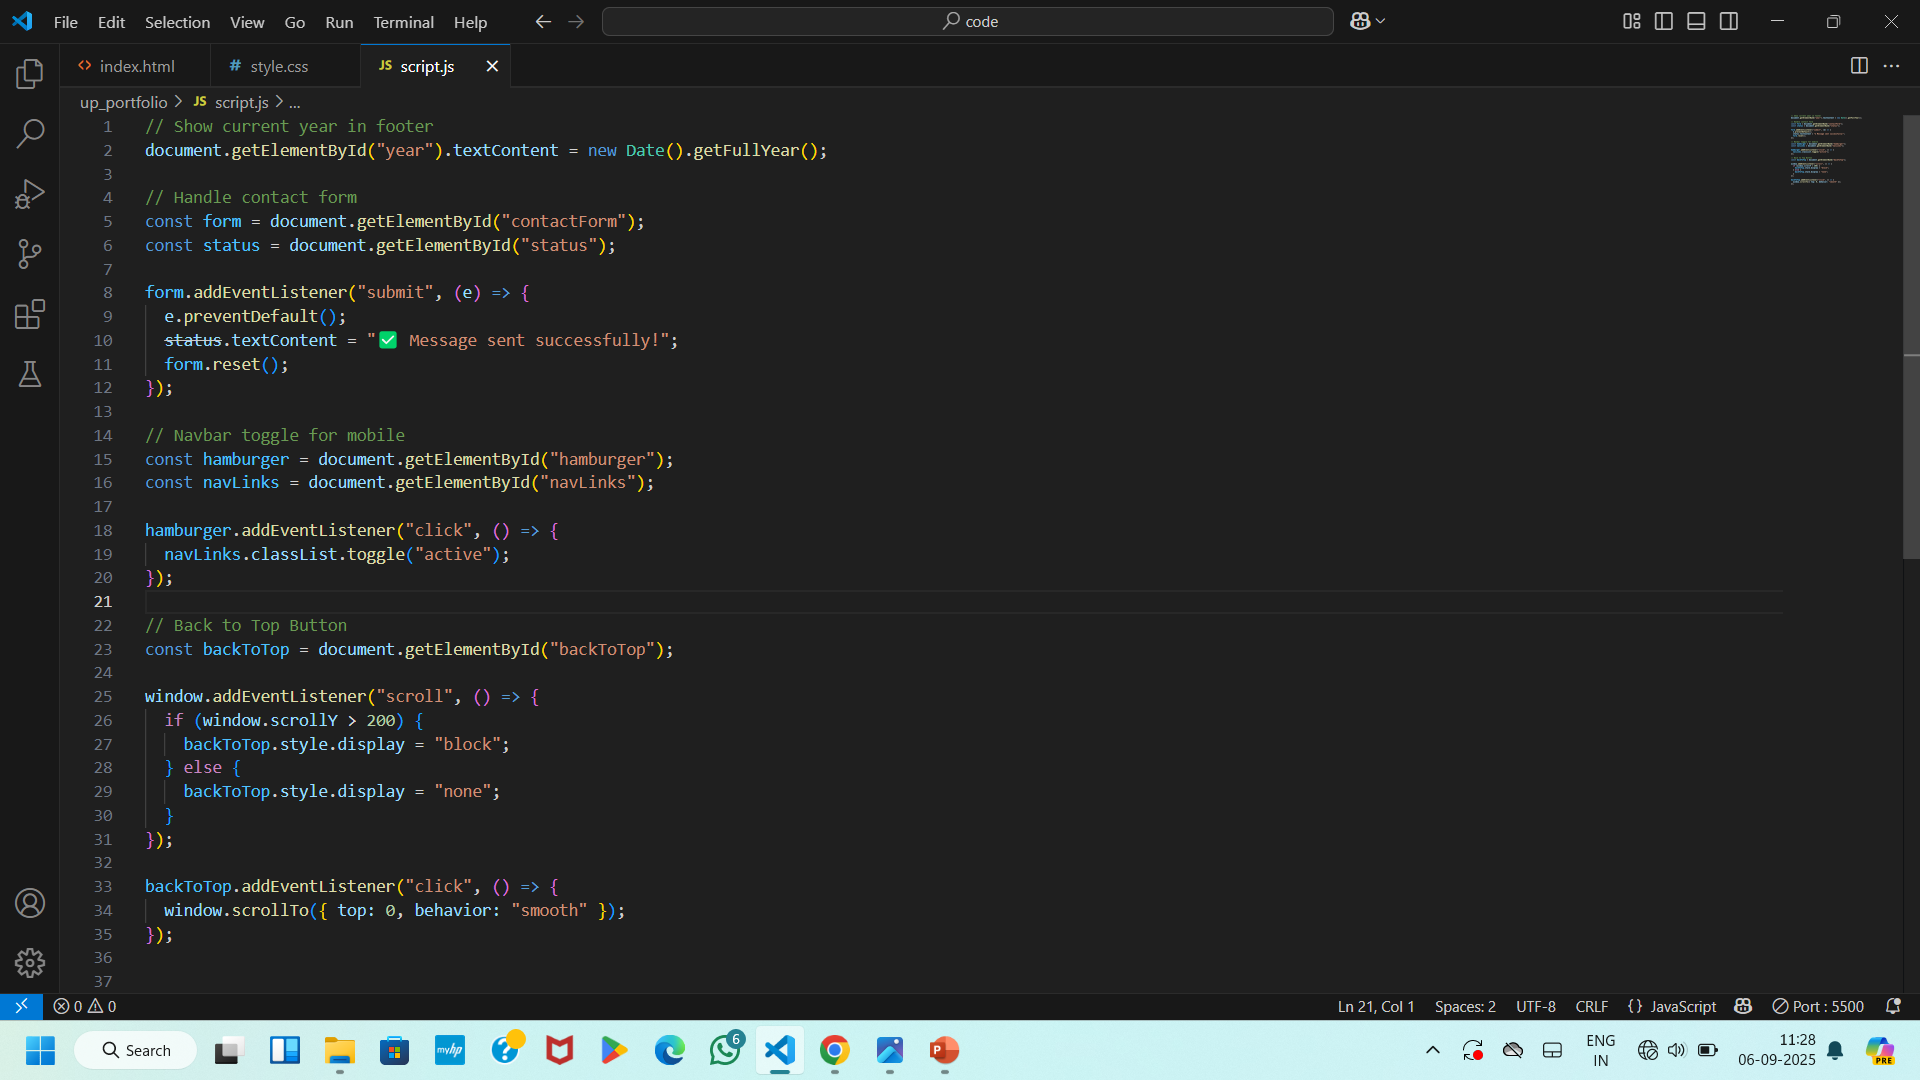 File Edit Selection View Go Run Terminal Help
code
index.html
# style.css
JS script.js
up_portfolio > JS script.js > ...
1 // Show current year in footer
2 document.getElementById("year").textContent = new Date().getFullYear();
3
4 // Handle contact form
5 const form = document.getElementById("contactForm");
6 const status = document.getElementById("status");
7
8 form.addEventListener("submit", (e) => {
9 e.preventDefault();
10 status.textContent = "✅ Message sent successfully!";
11 form.reset();
12 });
13
14 // Navbar toggle for mobile
15 const hamburger = document.getElementById("hamburger");
16 const navLinks = document.getElementById("navLinks");
17
18 hamburger.addEventListener("click", () => {
19 navLinks.classList.toggle("active");
20 });
21
22 // Back to Top Button
23 const backToTop = document.getElementById("backToTop");
24
25 window.addEventListener("scroll", () => {
26 if (window.scrollY > 200) {
27 backToTop.style.display = "block";
28 } else {
29 backToTop.style.display = "none";
30 }
31 });
32
33 backToTop.addEventListener("click", () => {
34 window.scrollTo({ top: 0, behavior: "smooth" });
35 });
36
37
0 0
Ln 21, Col 1 Spaces: 2 UTF-8 CRLF {} JavaScript Port : 5500
Search
myhp
6
ENG
IN
11:28
06-09-2025
PRE